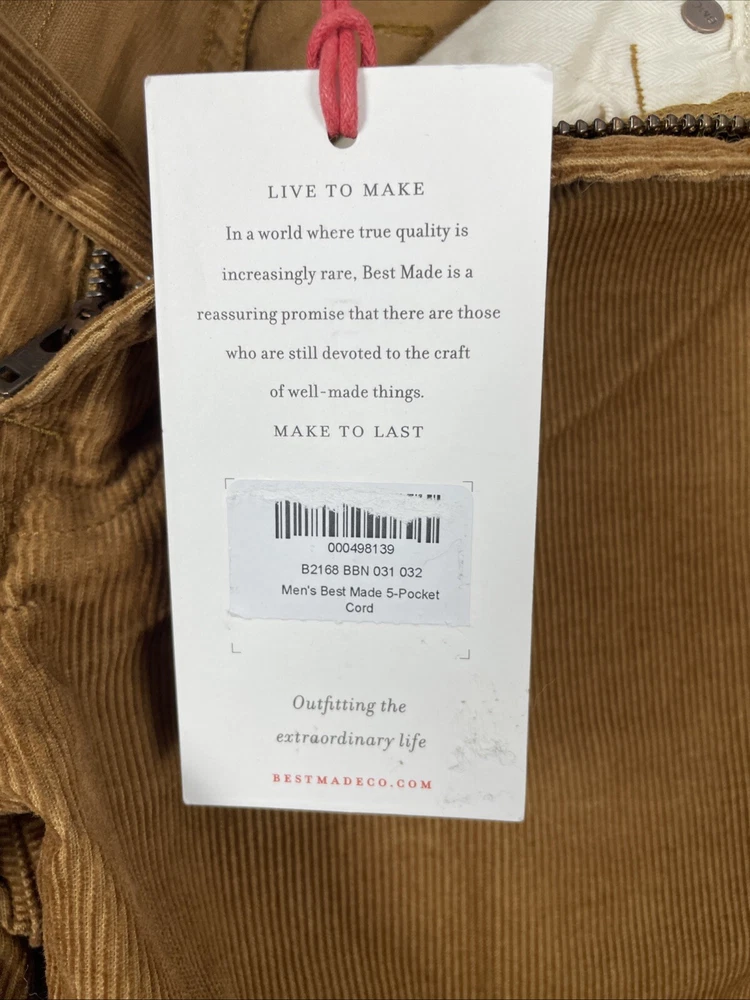 LIVE TO MAKE
In a world where true quality is
increasingly rare, Best Made is a
reassuring promise that there are those
who are still devoted to the craft
of well-made things.
MAKE TO LAST
000498139
B2168 BBN 031 032
Men's Best Made 5-Pocket
Cord
Outfitting the
extraordinary life
BESTMADECO.COM